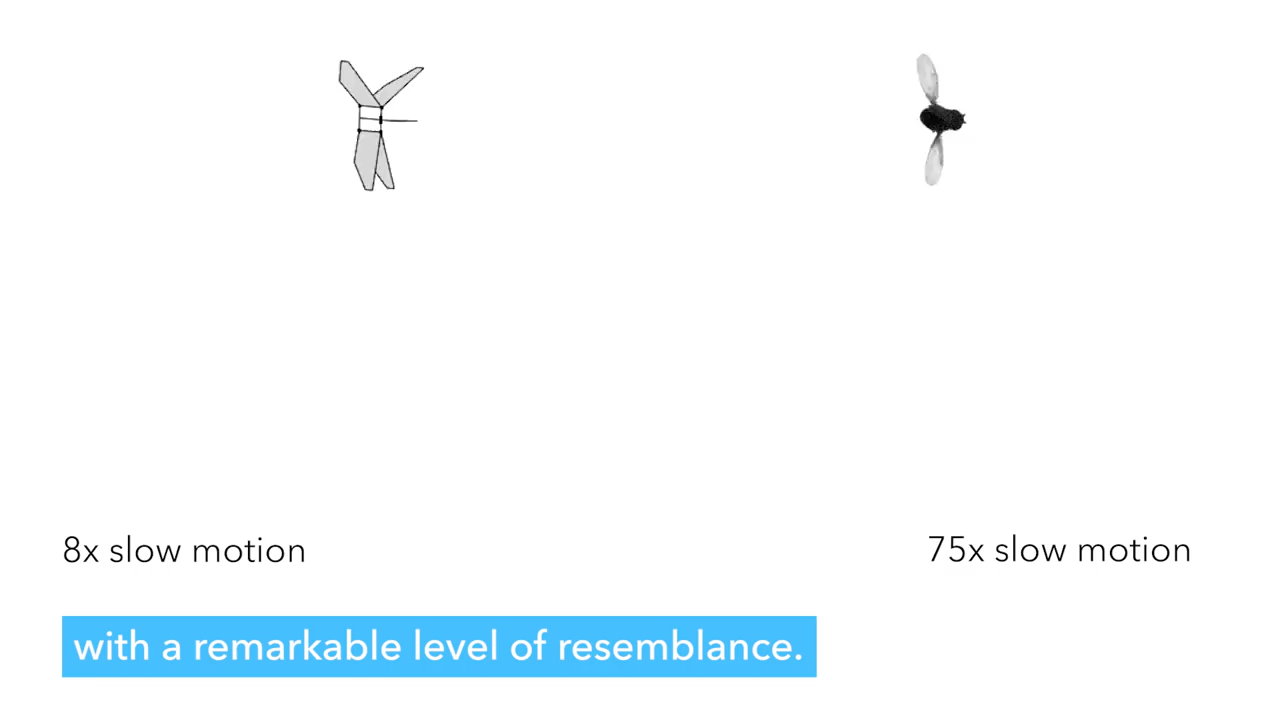 8x slow motion
75x slow motion
with a remarkable level of resemblance.